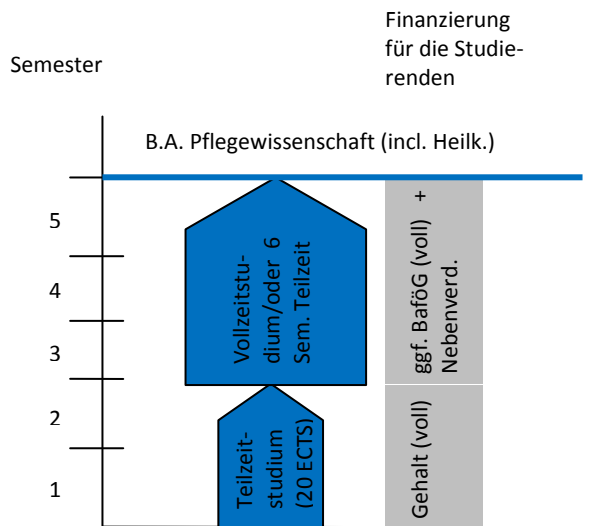 Finanzierung
für die Studie-
renden
Semester
B.A. Pflegewissenschaft (incl. Heilk.)
5
4
3
2
1
Vollzeitstu-
dium/oder 6
Sem. Teilzeit
ggf. BaföG (voll) +
Nebenverd.
Teilzeit-
studium
(20 ECTS)
Gehalt (voll)